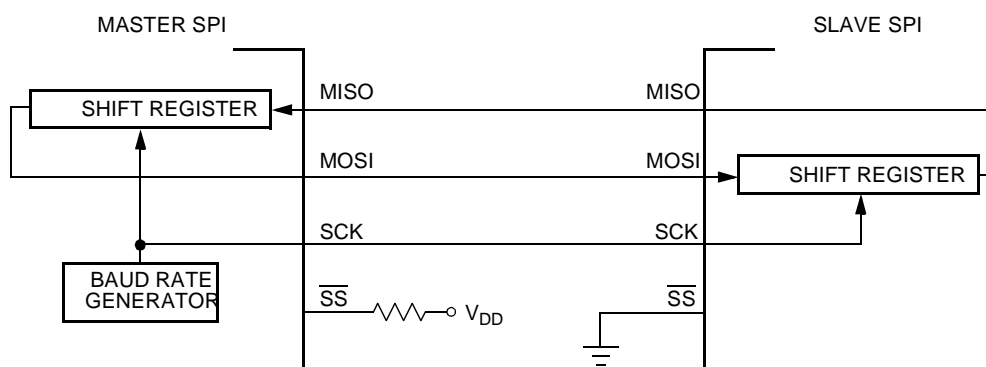 MASTER SPI
SLAVE SPI
SHIFT REGISTER
MISO
MISO
MOSI
MOSI
SHIFT REGISTER
SCK
SCK
BAUD RATE
GENERATOR
SS
VDD
SS